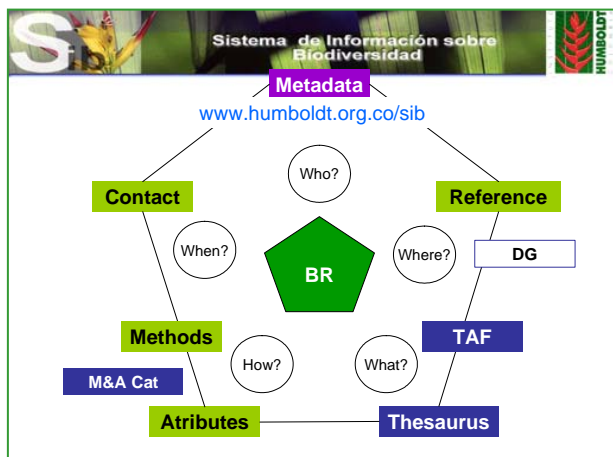 Sib
Sistema de Información sobre
Biodiversidad
HUMBOLDT
Metadata
www.humboldt.org.co/sib
Who?
Contact
Reference
When?
Where?
DG
BR
Methods
TAF
M&A Cat
How?
What?
Atributes
Thesaurus